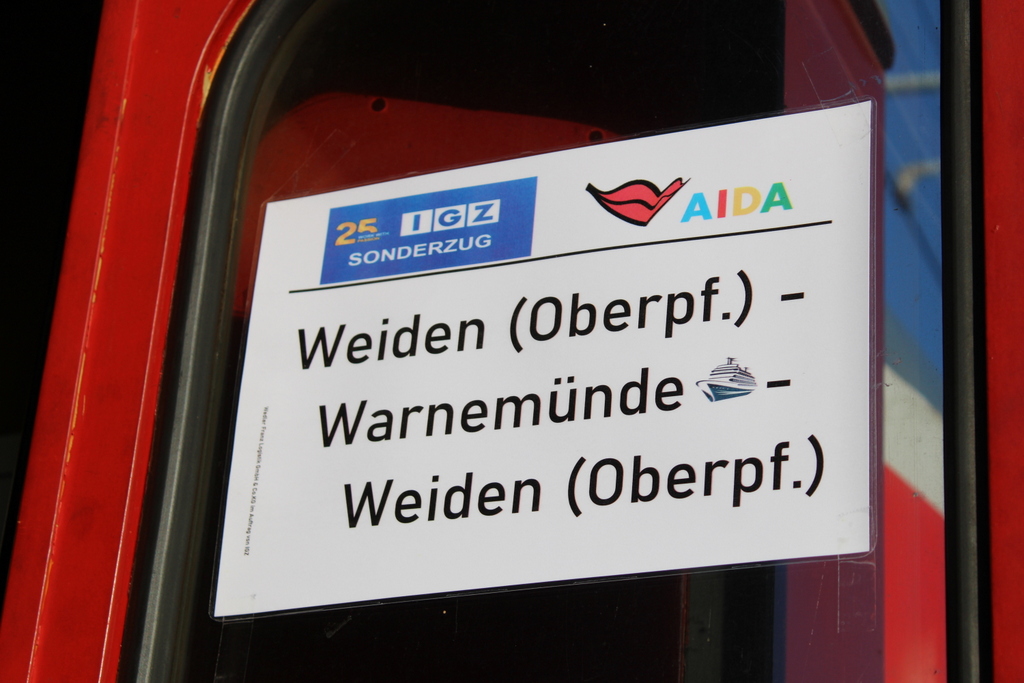 25
IGZ
SONDERZUG
AIDA
Weiden (Oberpf.) -
Warnemünde -
Weiden (Oberpf.)